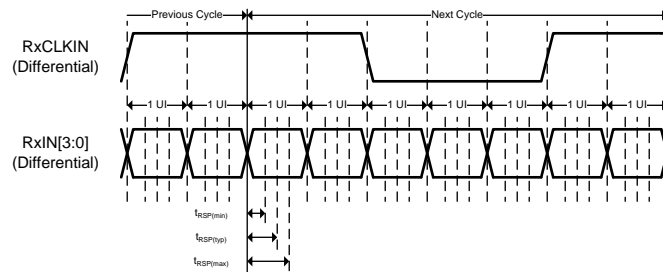 Previous Cycle
Next Cycle
RxCLKIN
(Differential)
1 UI 1 UI 1 UI 1 UI 1 UI 1 UI 1 UI 1 UI 1 UI
RxIN[3:0]
(Differential)
tRSP(min)
tRSP(typ)
tRSP(max)